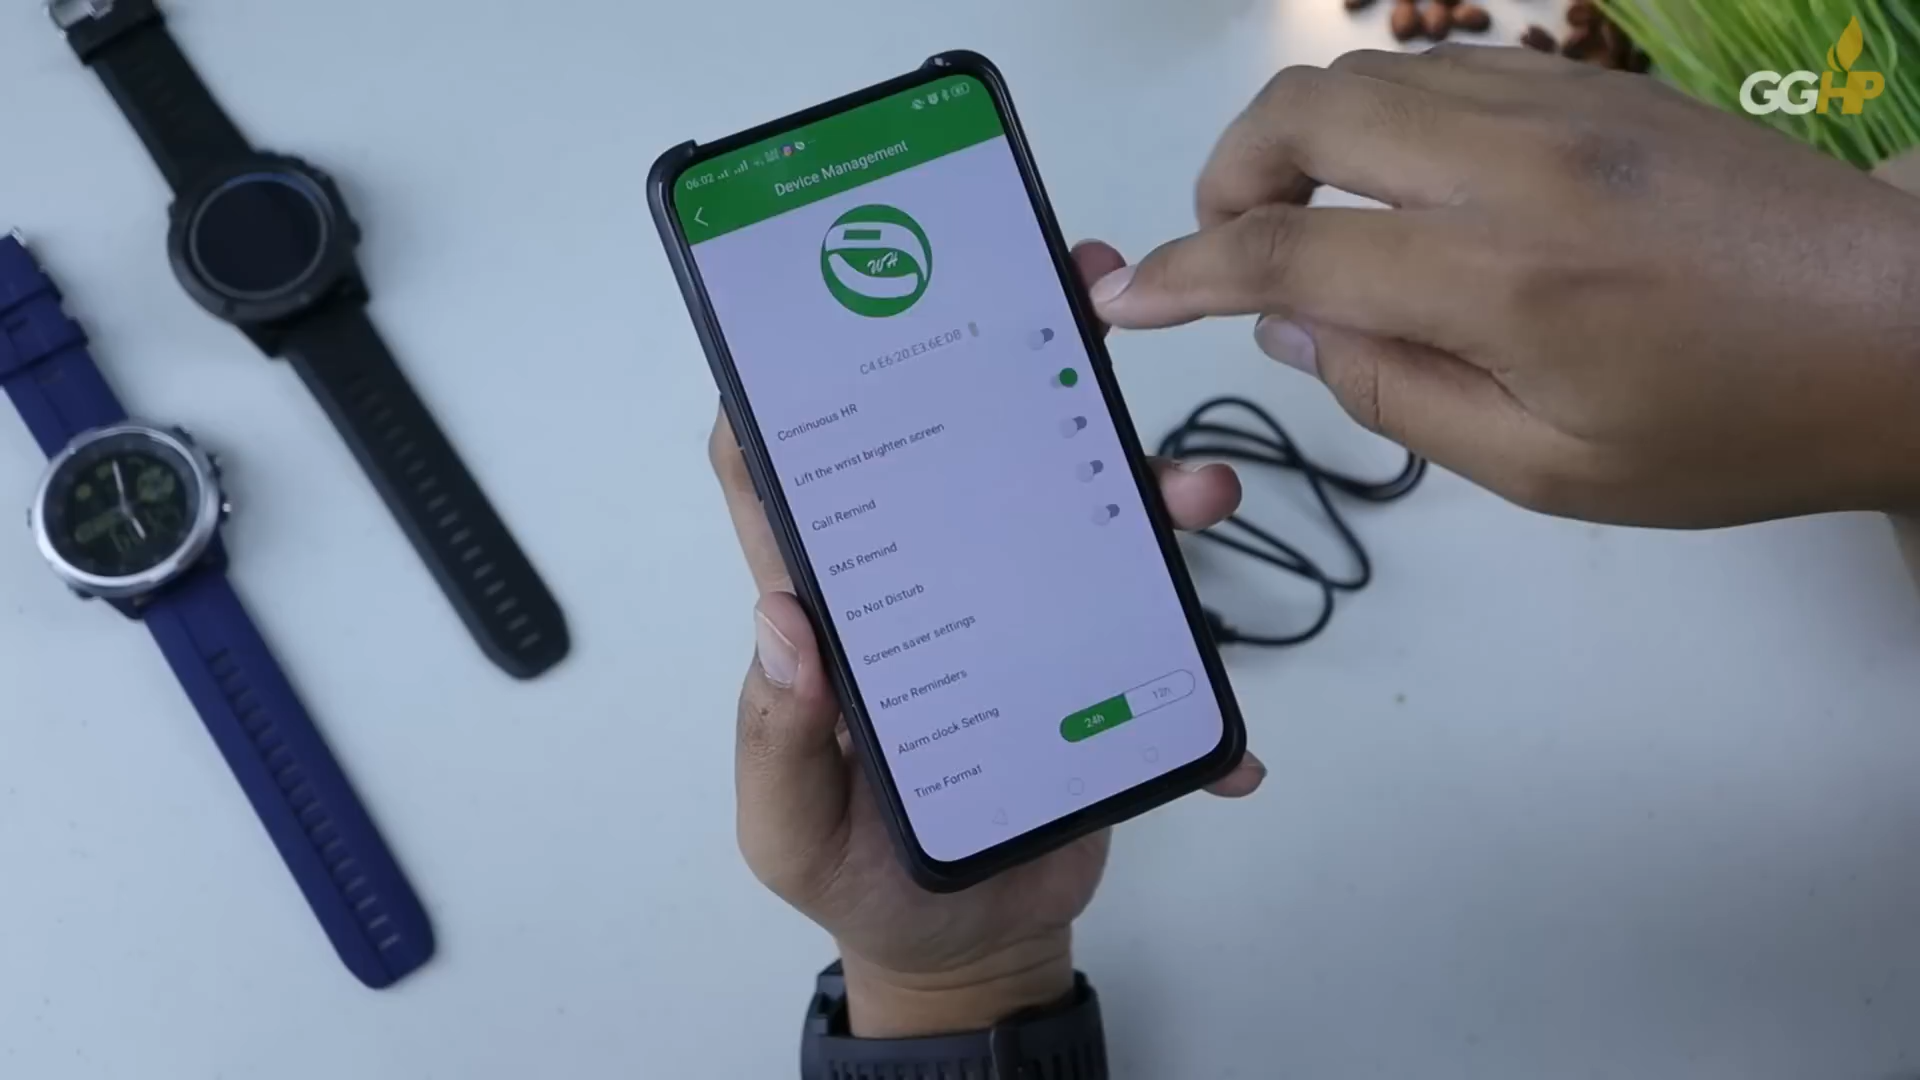 GGHP
06:02
Device Management
WH
C4:E6:20:E3:6E:DB
Continuous HR
Lift the wrist brighten screen
Call Remind
SMS Remind
Do Not Disturb
Screen saver settings
More Reminders
Alarm clock Setting
Time Format
24h
12h